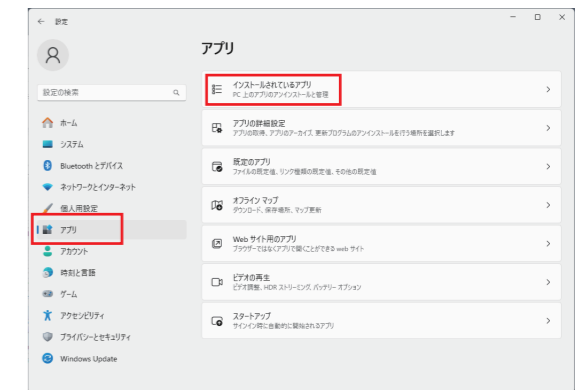 設定
アプリ
設定の検索
ホーム
システム
Bluetooth とデバイス
ネットワークとインターネット
個人用設定
アプリ
アカウント
時刻と言語
ゲーム
アクセシビリティ
プライバシーとセキュリティ
Windows Update
インストールされているアプリ
PC 上のアプリのアンインストールと管理
アプリの詳細設定
アプリの取得、アプリのアーカイブ、更新プログラムのアンインストールを行う場所を選択します
既定のアプリ
ファイルの既定値、リンク種類の既定値、その他の既定値
オフライン マップ
ダウンロード、保存場所、マップ更新
Web サイト用のアプリ
ブラウザーではなくアプリで開くことができる web サイト
ビデオの再生
ビデオ調整、HDR ストリーミング、バッテリー オプション
スタートアップ
サインイン時に自動的に開始されるアプリ